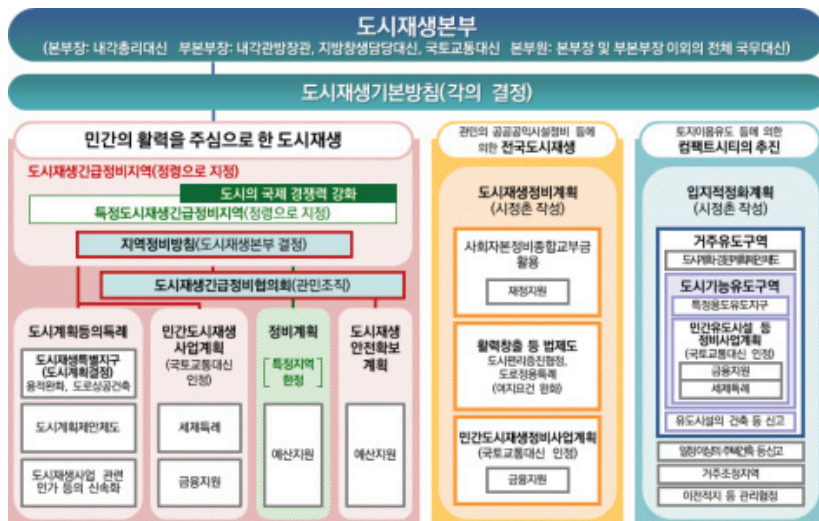 도시재생본부
(본부장: 내각총리대신 부본부장: 내각관방장관, 지방창생담당대신, 국토교통대신 본부원: 본부장 및 부본부장 이외의 전체 국무대신)
도시재생기본방침(각의 결정)
민간의 활력을 주심으로 한 도시재생
도시재생긴급정비지역(정령으로 지정)
도시의 국제 경쟁력 강화
특정도시재생긴급정비지역(정령으로 지정)
지역정비방침(도시재생본부 결정)
도시재생긴급정비협의회(관민조직)
도시계획등의특례
도시재생특별지구
(도시계획결정)
용적완화, 도로상공건축
도시계획제안제도
도시재생사업 관련
인가 등의 신속화
민간도시재생
사업계획
(국토교통대신
인정)
세제특례
금융지원
정비계획
[특정지역
한정]
예산지원
도시재생
안전확보
계획
예산지원
관민의 공공공익시설정비 등에
의한 전국도시재생
도시재생정비계획
(시정촌 작성)
사회자본정비종합교부금
활용
재정지원
활력창출 등 법제도
도시편리증진협정,
도로점용특례
(여지요건 완화)
민간도시재생정비사업계획
(국토교통대신 인정)
금융지원
토지이용유도 등에 의한
컴팩트시티의 추진
입지적정화계획
(시정촌 작성)
거주유도구역
도시기능유도구역
특정용도유도지구
민간유도시설 등
정비사업계획
(국토교통대신 인정)
금융지원
세제특례
유도시설의 건축 등 신고
일정이상의 주택건축 등 신고
거주조정지역
이전적지 등 관리협정